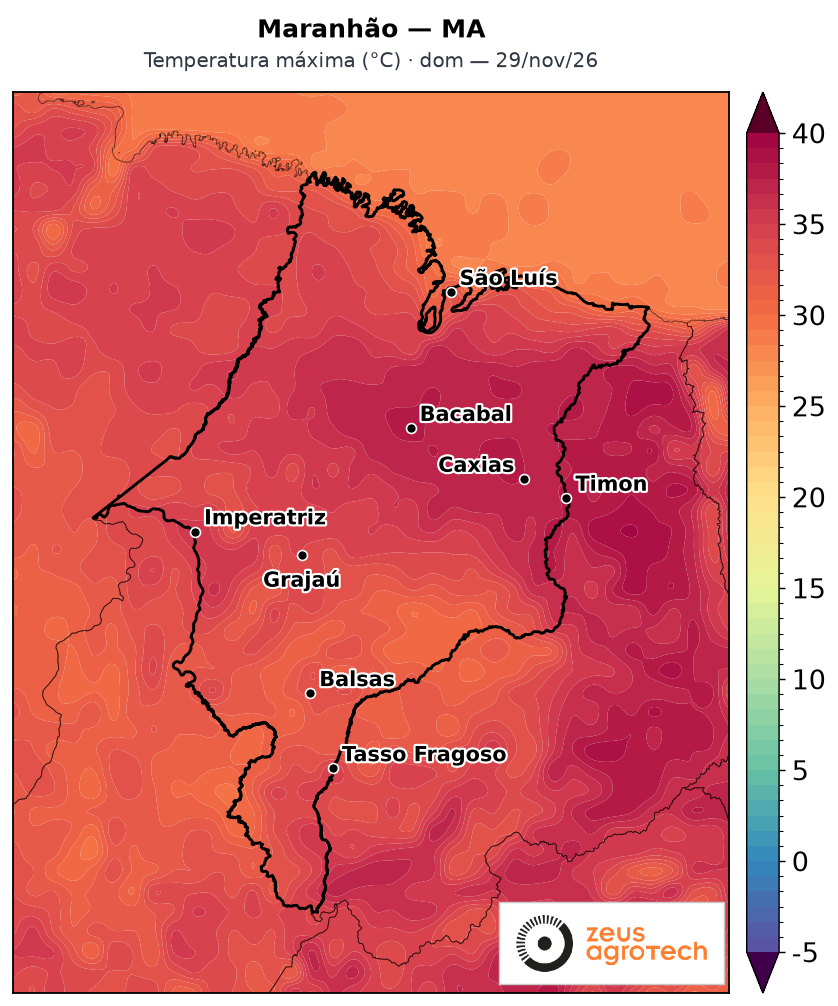 Maranhão — MA
Temperatura máxima (°C) · dom — 29/nov/26
São Luís
Bacabal
Caxias
Timon
Imperatriz
Grajaú
Balsas
Tasso Fragoso
40
35
30
25
20
15
10
5
0
-5
zeus
agrotech